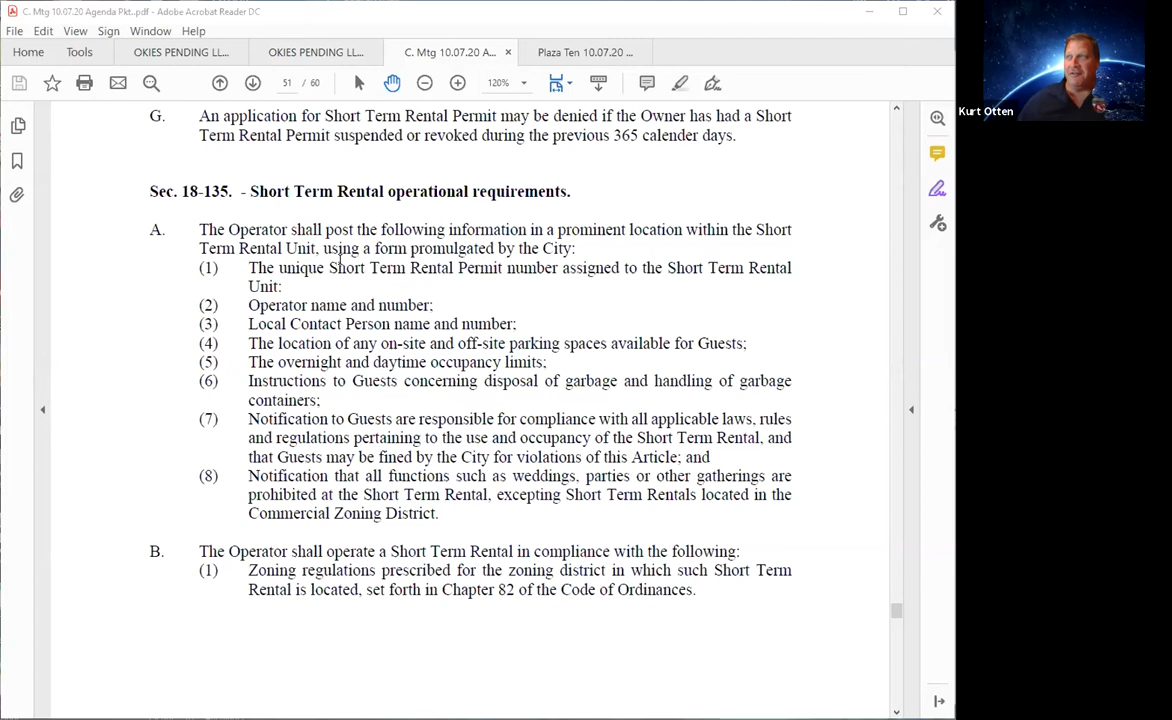 C. Mtg 10.07.20 Agenda Pkt..pdf - Adobe Acrobat Reader DC
File Edit View Sign Window Help
Home Tools OKIES PENDING LL... OKIES PENDING LL... C. Mtg 10.07.20 A... × Plaza Ten 10.07.20 ...
51 / 60 120%
Kurt Otten
G. An application for Short Term Rental Permit may be denied if the Owner has had a Short
Term Rental Permit suspended or revoked during the previous 365 calender days.
Sec. 18-135. - Short Term Rental operational requirements.
A. The Operator shall post the following information in a prominent location within the Short
Term Rental Unit, using a form promulgated by the City:
(1) The unique Short Term Rental Permit number assigned to the Short Term Rental
Unit:
(2) Operator name and number;
(3) Local Contact Person name and number;
(4) The location of any on-site and off-site parking spaces available for Guests;
(5) The overnight and daytime occupancy limits;
(6) Instructions to Guests concerning disposal of garbage and handling of garbage
containers;
(7) Notification to Guests are responsible for compliance with all applicable laws, rules
and regulations pertaining to the use and occupancy of the Short Term Rental, and
that Guests may be fined by the City for violations of this Article; and
(8) Notification that all functions such as weddings, parties or other gatherings are
prohibited at the Short Term Rental, excepting Short Term Rentals located in the
Commercial Zoning District.
B. The Operator shall operate a Short Term Rental in compliance with the following:
(1) Zoning regulations prescribed for the zoning district in which such Short Term
Rental is located, set forth in Chapter 82 of the Code of Ordinances.